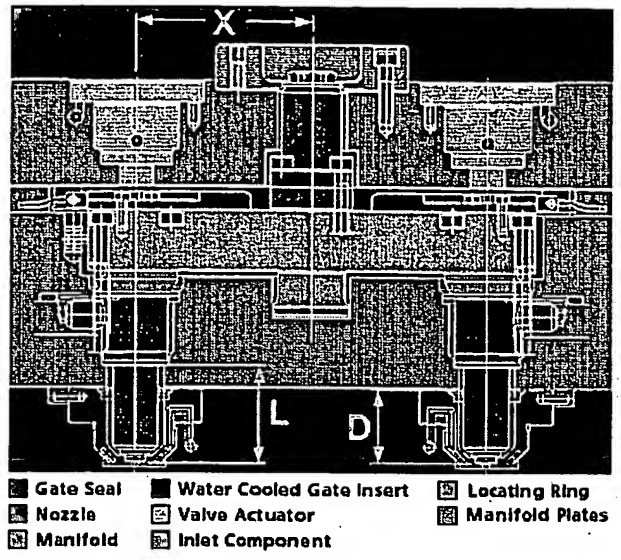 X
L
D
Gate Seal
Water Cooled Gate Insert
Locating Ring
Nozzle
Valve Actuator
Manifold Plates
Manifold
Inlet Component